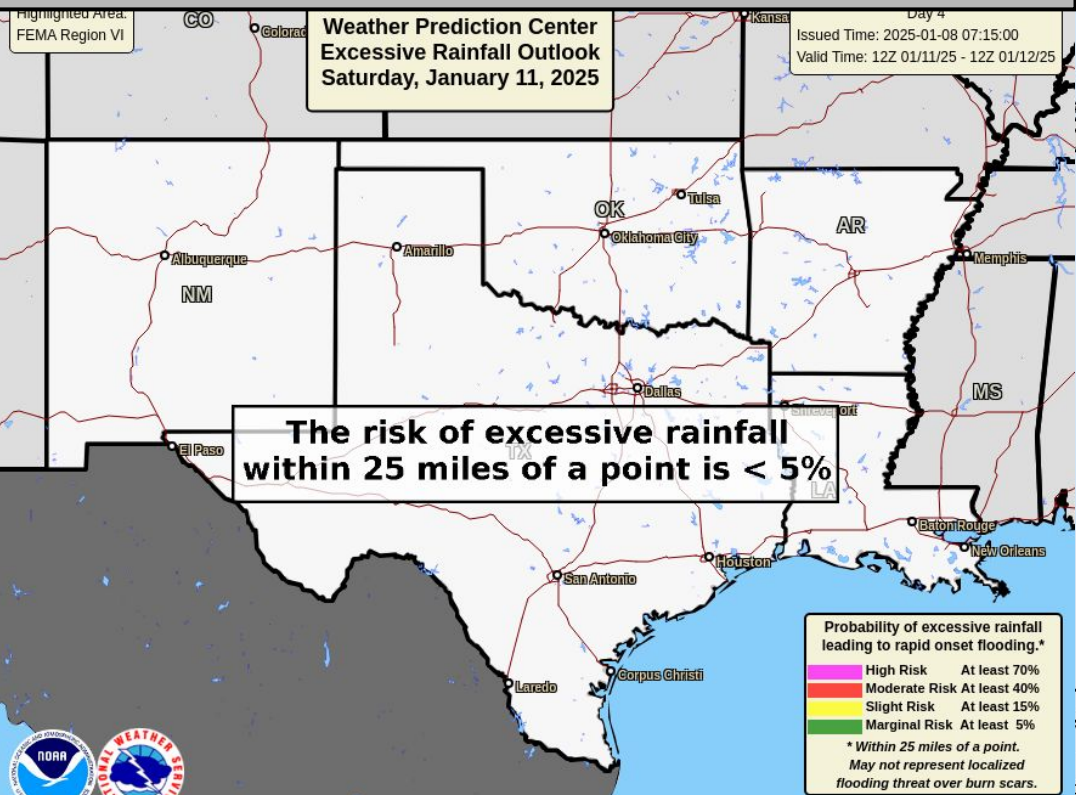 Highlighted Area:
FEMA Region VI
Weather Prediction Center
Excessive Rainfall Outlook
Saturday, January 11, 2025
Day 4
Issued Time: 2025-01-08 07:15:00
Valid Time: 12Z 01/11/25 - 12Z 01/12/25
CO
Colorad
Kansa
Tulsa
OK
Oklahoma City
AR
Amarillo
Albuquerque
Memphis
NM
Dallas
MS
Shreveport
The risk of excessive rainfall
within 25 miles of a point is < 5%
El Paso
TX
LA
Baton Rouge
New Orleans
Houston
San Antonio
Corpus Christi
Laredo
Probability of excessive rainfall
leading to rapid onset flooding.*
High Risk At least 70%
Moderate Risk At least 40%
Slight Risk At least 15%
Marginal Risk At least 5%
* Within 25 miles of a point.
May not represent localized
flooding threat over burn scars.
NOAA